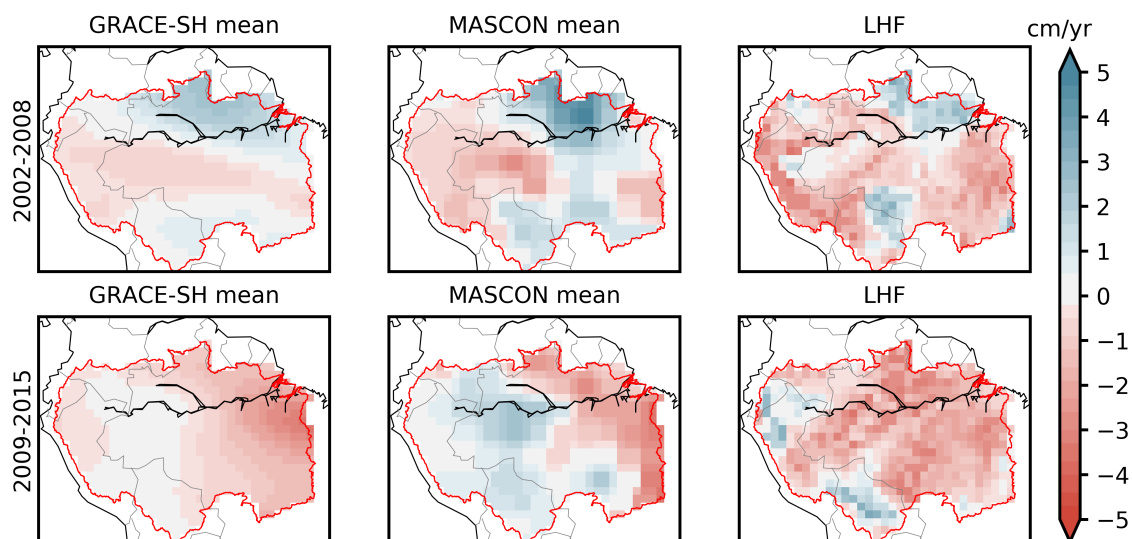 GRACE-SH mean
MASCON mean
LHF
cm/yr
2002-2008
5
4
3
2
1
0
−1
−2
−3
−4
−5
GRACE-SH mean
MASCON mean
LHF
2009-2015